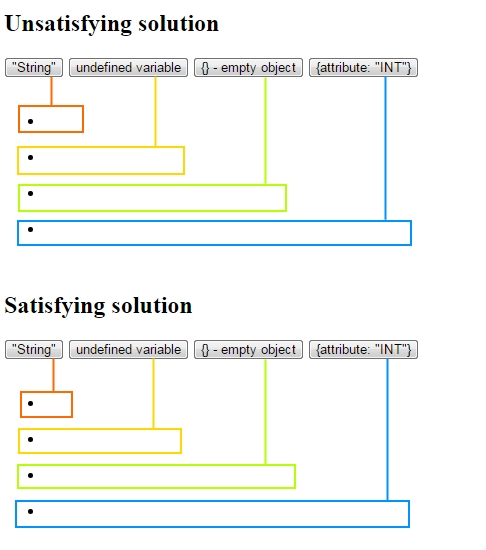 Unsatisfying solution
"String" undefined variable {} - empty object {attribute: "INT"}
Satisfying solution
"String" undefined variable {} - empty object {attribute: "INT"}